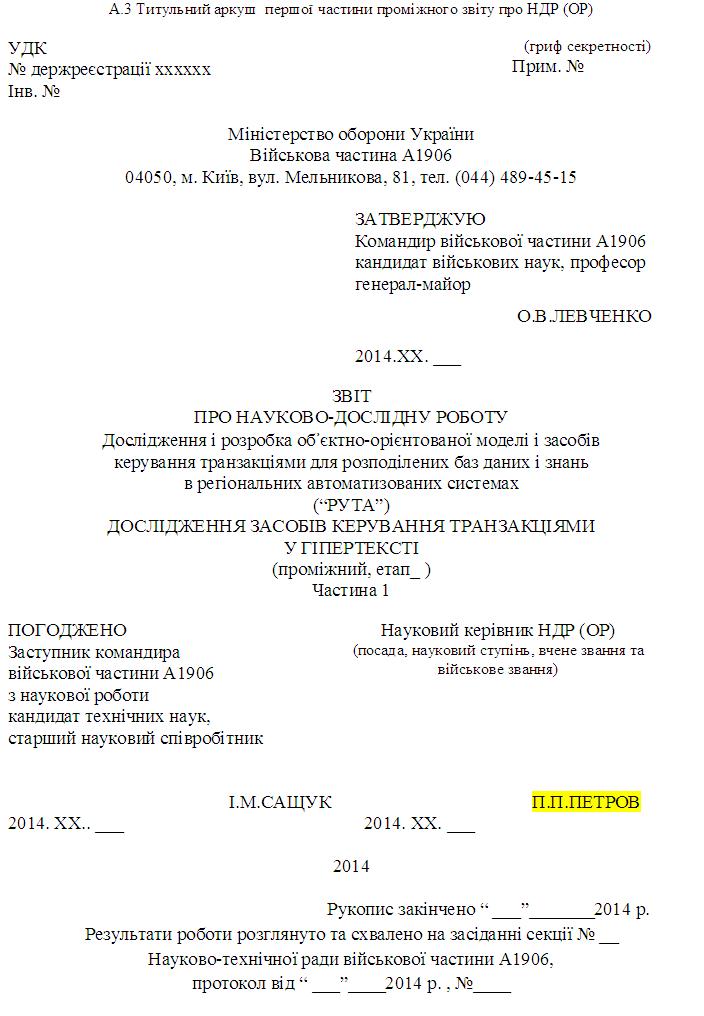 А.3 Титульний аркуш першої частини проміжного звіту про НДР (ОР)
УДК
(гриф секретності)
№ держреєстрації хххххх
Прим. №
Інв. №
Міністерство оборони України
Військова частина А1906
04050, м. Київ, вул. Мельникова, 81, тел. (044) 489-45-15
ЗАТВЕРДЖУЮ
Командир військової частини А1906
кандидат військових наук, професор
генерал-майор
О.В.ЛЕВЧЕНКО
2014.ХХ. ___
ЗВІТ
ПРО НАУКОВО-ДОСЛІДНУ РОБОТУ
Дослідження і розробка об’єктно-орієнтованої моделі і засобів
керування транзакціями для розподілених баз даних і знань
в регіональних автоматизованих системах
(“РУТА”)
ДОСЛІДЖЕННЯ ЗАСОБІВ КЕРУВАННЯ ТРАНЗАКЦІЯМИ
У ГІПЕРТЕКСТІ
(проміжний, етап_ )
Частина 1
ПОГОДЖЕНО
Заступник командира
військової частини А1906
з наукової роботи
кандидат технічних наук,
старший науковий співробітник
Науковий керівник НДР (ОР)
(посада, науковий ступінь, вчене звання та
військове звання)
І.М.САЩУК
П.П.ПЕТРОВ
2014. ХХ.. ___
2014. ХХ. ___
2014
Рукопис закінчено “ ___”_______2014 р.
Результати роботи розглянуто та схвалено на засіданні секції № __
Науково-технічної ради військової частини А1906,
протокол від “ ___”____2014 р. , №____